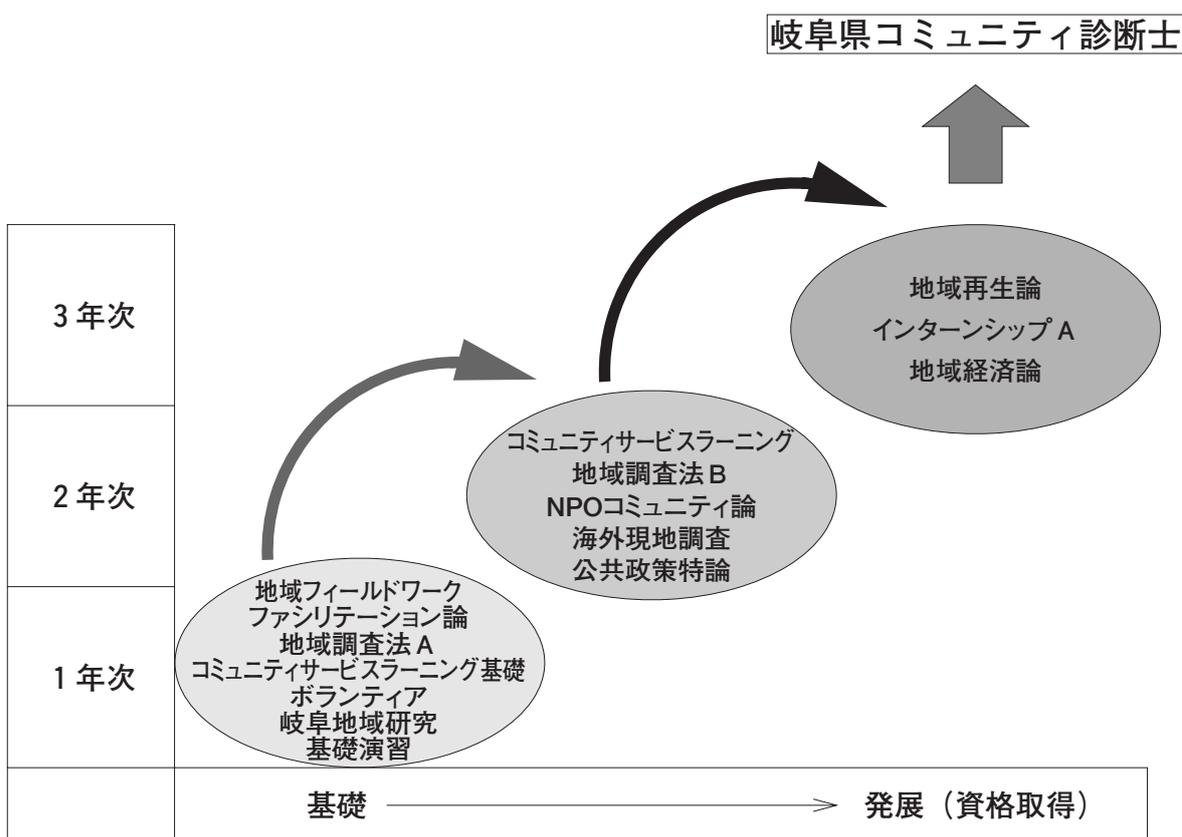 岐阜県コミュニティ診断士
3年次
地域再生論
インターンシップA
地域経済論
2年次
コミュニティサービスラーニング
地域調査法B
NPOコミュニティ論
海外現地調査
公共政策特論
1年次
地域フィールドワーク
ファシリテーション論
地域調査法A
コミュニティサービスラーニング基礎
ボランティア
岐阜地域研究
基礎演習
基礎
発展（資格取得）